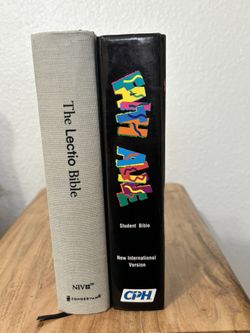 The Lectio Bible
NIV
ZONDERVAN
Student Bible
New International
Version
CPH